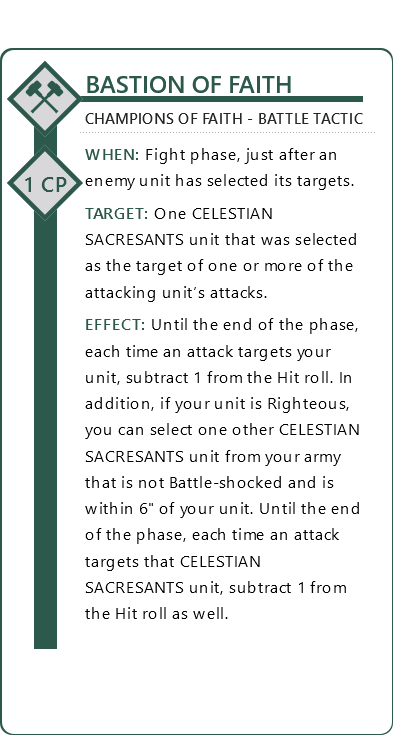 BASTION OF FAITH
CHAMPIONS OF FAITH - BATTLE TACTIC
1 CP
WHEN: Fight phase, just after an
enemy unit has selected its targets.
TARGET: One CELESTIAN
SACRESANTS unit that was selected
as the target of one or more of the
attacking unit’s attacks.
EFFECT: Until the end of the phase,
each time an attack targets your
unit, subtract 1 from the Hit roll. In
addition, if your unit is Righteous,
you can select one other CELESTIAN
SACRESANTS unit from your army
that is not Battle-shocked and is
within 6" of your unit. Until the end
of the phase, each time an attack
targets that CELESTIAN
SACRESANTS unit, subtract 1 from
the Hit roll as well.